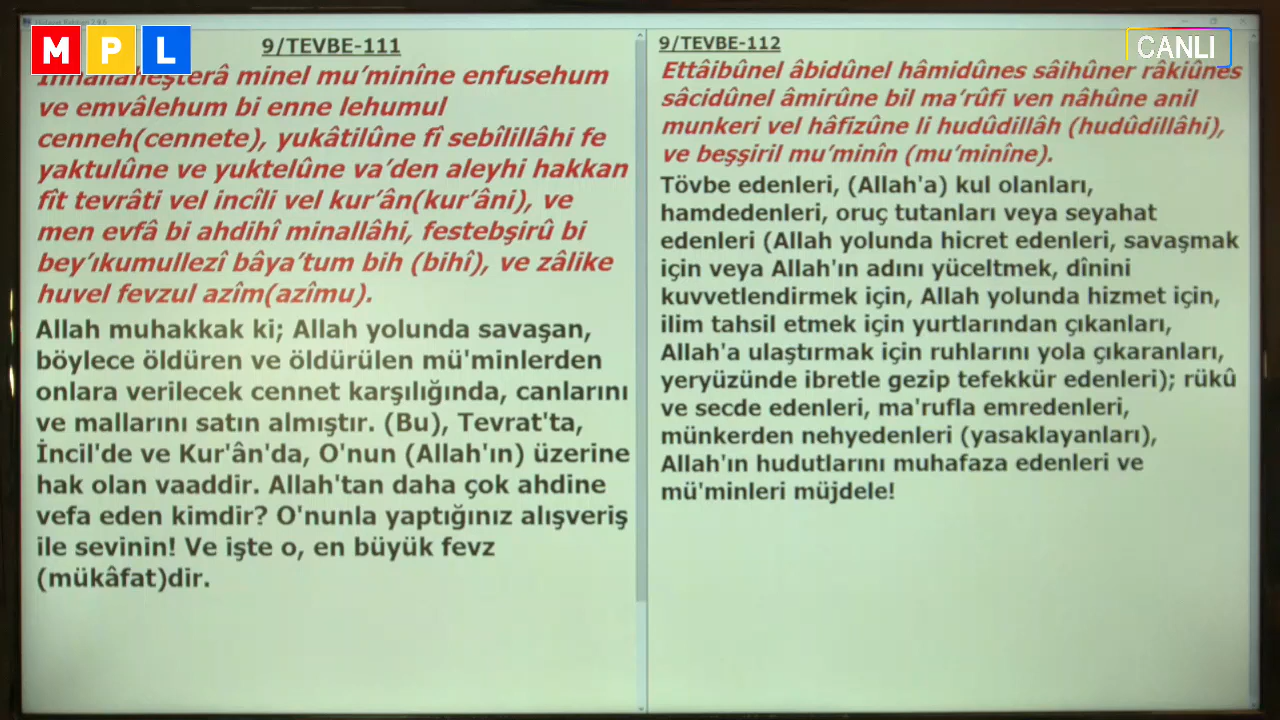 MPL
CANLI
9/TEVBE-111
minel mu’minîne enfusehum
ve emvâlehum bi enne lehumul
cenneh(cennete), yukâtilûne fî sebîlillâhi fe
yaktulûne ve yuktelûne va’den aleyhi hakkan
fît tevrâti vel incîli vel kur’ân(kur’âni), ve
men evfâ bi ahdihî minallâhi, festebşirû bi
bey’ıkumullezî bâya’tum bih (bihî), ve zâlike
huvel fevzul azîm(azîmu).
Allah muhakkak ki; Allah yolunda savaşan,
böylece öldüren ve öldürülen mü'minlerden
onlara verilecek cennet karşılığında, canlarını
ve mallarını satın almıştır. (Bu), Tevrat'ta,
İncil'de ve Kur'ân'da, O'nun (Allah'ın) üzerine
hak olan vaaddir. Allah'tan daha çok ahdine
vefa eden kimdir? O'nunla yaptığınız alışveriş
ile sevinin! Ve işte o, en büyük fevz
(mükâfat)dir.
9/TEVBE-112
Ettâibûnel âbidûnel hâmidûnes sâihûner râkiûnes
sâcidûnel âmirûne bil ma’rûfi ven nâhûne anil
munkeri vel hâfizûne li hudûdillâh (hudûdillâhi),
ve beşşiril mu’minîn (mu’minîne).
Tövbe edenleri, (Allah'a) kul olanları,
hamdedenleri, oruç tutanları veya seyahat
edenleri (Allah yolunda hicret edenleri, savaşmak
için veya Allah'ın adını yüceltmek, dînini
kuvvetlendirmek için, Allah yolunda hizmet için,
ilim tahsil etmek için yurtlarından çıkanları,
Allah'a ulaştırmak için ruhlarını yola çıkaranları,
yeryüzünde ibretle gezip tefekkür edenleri); rükû
ve secde edenleri, ma'rufla emredenleri,
münkerden nehyedenleri (yasaklayanları),
Allah'ın hudutlarını muhafaza edenleri ve
mü'minleri müjdele!